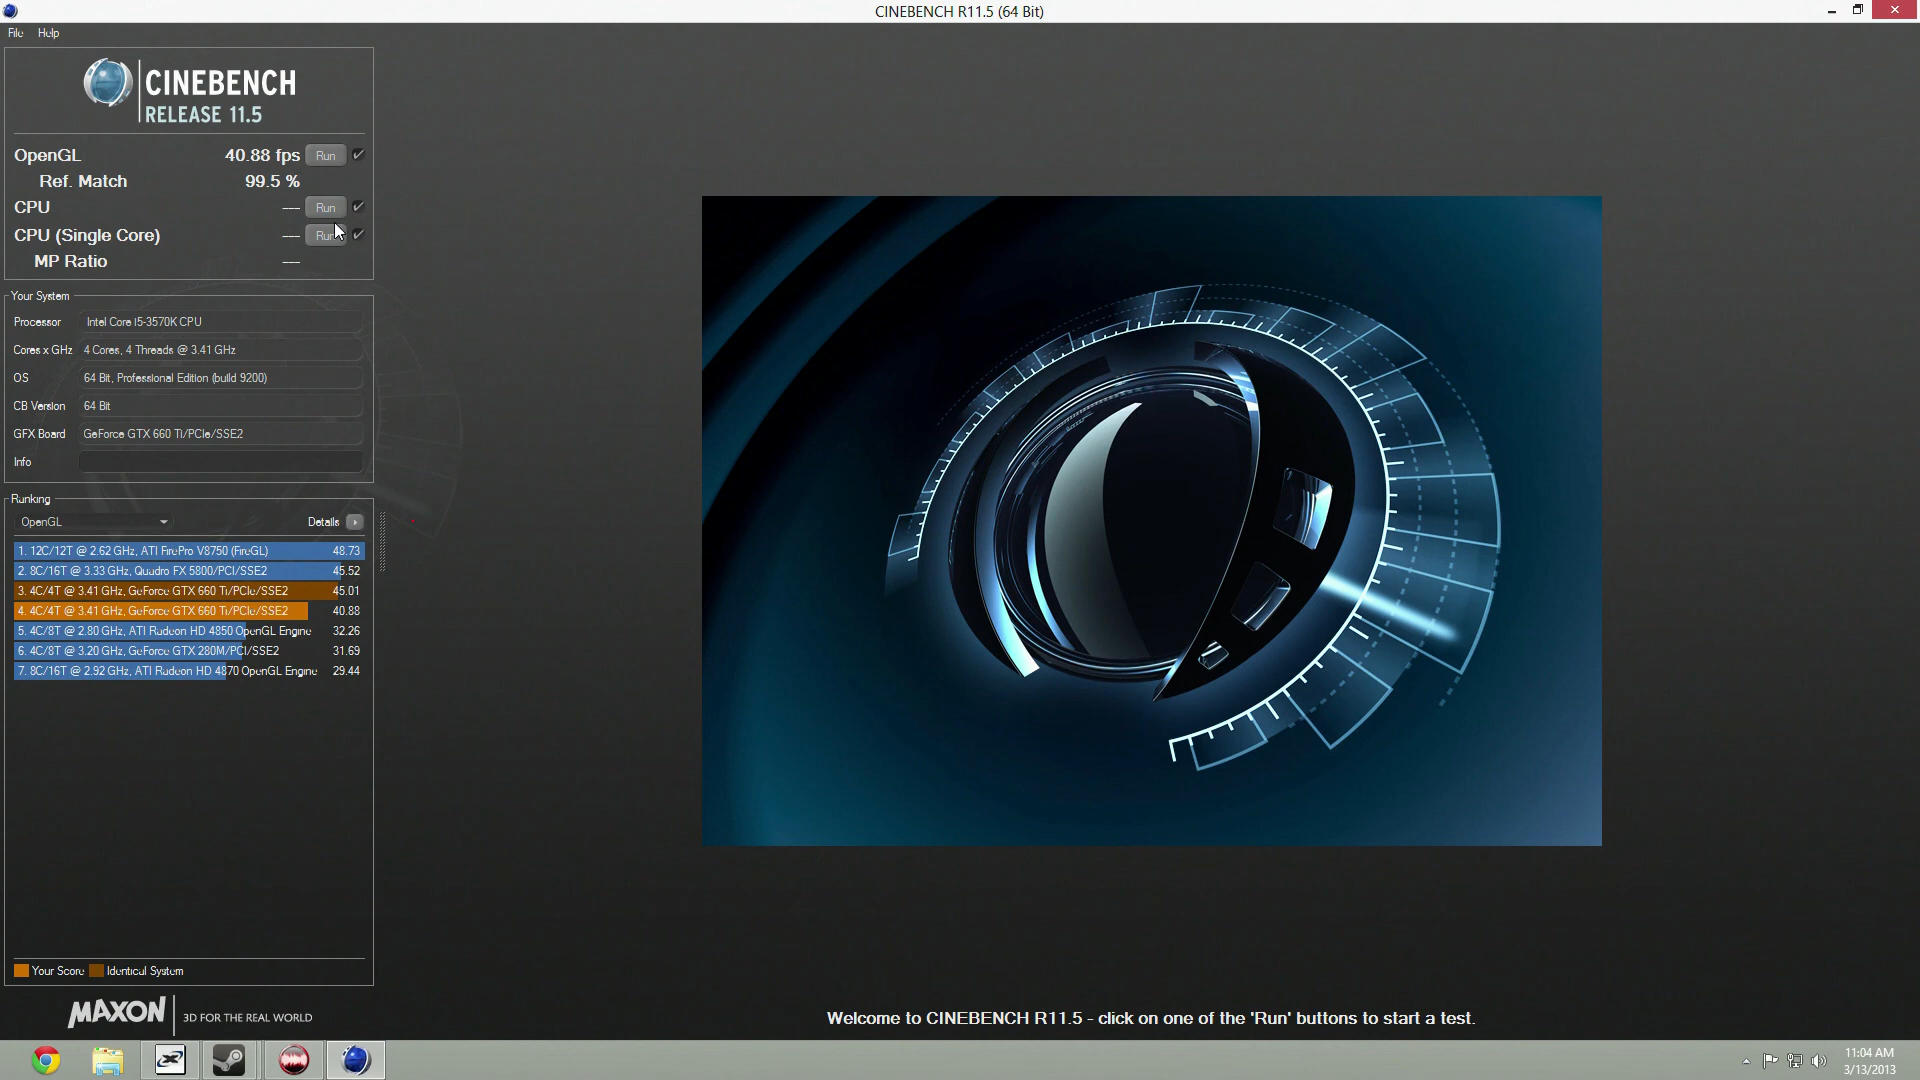 CINEBENCH R11.5 (64 Bit)
File Help
CINEBENCH
RELEASE 11.5
OpenGL 40.88 fps Run
Ref. Match 99.5 %
CPU --- Run
CPU (Single Core) --- Run
MP Ratio ---
Your System
Processor Intel Core i5-3570K CPU
Cores x GHz 4 Cores, 4 Threads @ 3.41 GHz
OS 64 Bit, Professional Edition (build 9200)
CB Version 64 Bit
GFX Board GeForce GTX 660 Ti/PCIe/SSE2
Info
Ranking
OpenGL Details
1. 12C/12T @ 2.62 GHz, ATI FirePro V8750 (FireGL) 48.73
2. 8C/16T @ 3.33 GHz, Quadro FX 5800/PCI/SSE2 45.52
3. 4C/4T @ 3.41 GHz, GeForce GTX 660 Ti/PCIe/SSE2 45.01
4. 4C/4T @ 3.41 GHz, GeForce GTX 660 Ti/PCIe/SSE2 40.88
5. 4C/8T @ 2.80 GHz, ATI Radeon HD 4850 OpenGL Engine 32.26
6. 4C/8T @ 3.20 GHz, GeForce GTX 280M/PCI/SSE2 31.69
7. 8C/16T @ 2.92 GHz, ATI Radeon HD 4870 OpenGL Engine 29.44
Your Score Identical System
MAXON 3D FOR THE REAL WORLD
Welcome to CINEBENCH R11.5 - click on one of the 'Run' buttons to start a test.
11:04 AM
3/13/2013